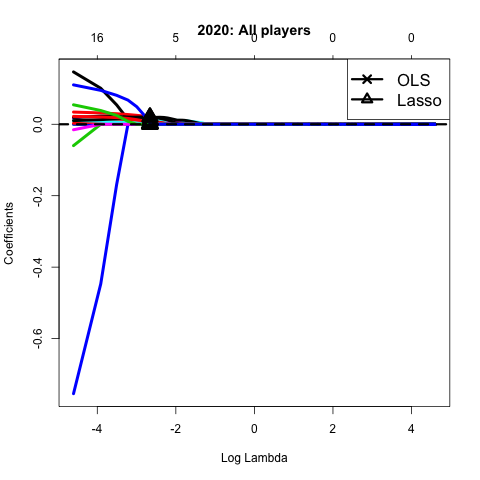 2020: All players
16 5 0 0 0
OLS
Lasso
0.0
-0.2
-0.4
-0.6
Coefficients
-4 -2 0 2 4
Log Lambda